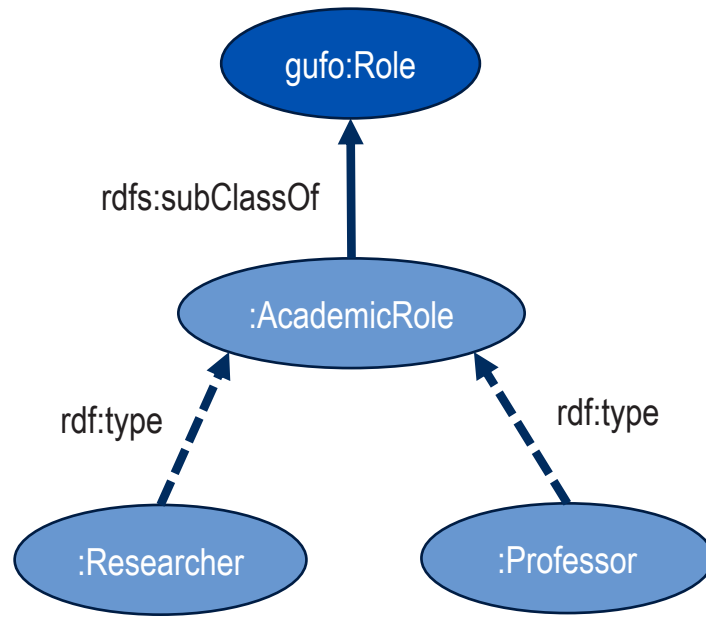 gufo:Role
rdfs:subClassOf
:AcademicRole
rdf:type
rdf:type
:Researcher
:Professor